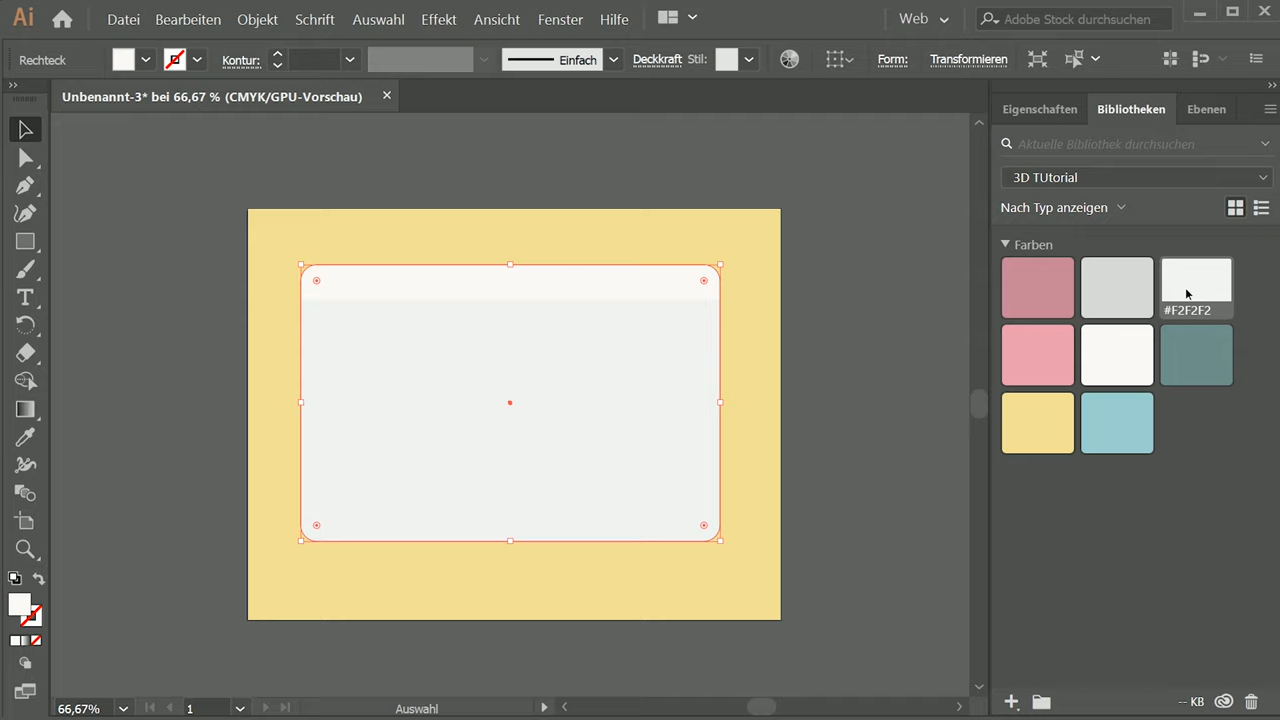 Ai Datei Bearbeiten Objekt Schrift Auswahl Effekt Ansicht Fenster Hilfe Web Adobe Stock durchsuchen
Rechteck Kontur: Einfach Deckkraft Stil: Form: Transformieren
Unbenannt-3* bei 66,67 % (CMYK/GPU-Vorschau)
Eigenschaften Bibliotheken Ebenen
Aktuelle Bibliothek durchsuchen
3D TUtorial
Nach Typ anzeigen
Farben
#F2F2F2
66,67% 1 Auswahl
-- KB